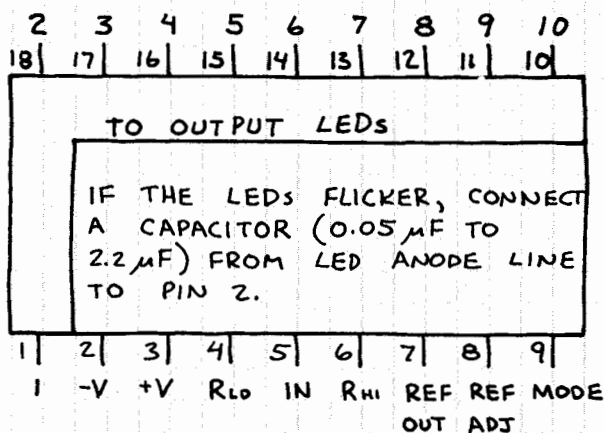 2 3 4 5 6 7 8 9 10
18 17 16 15 14 13 12 11 10
TO OUTPUT LEDs
IF THE LEDs FLICKER, CONNECT
A CAPACITOR (0.05 µF TO
2.2 µF) FROM LED ANODE LINE
TO PIN 2.
1 2 3 4 5 6 7 8 9
1 -V +V RLO IN RHI REF REF MODE
OUT ADJ